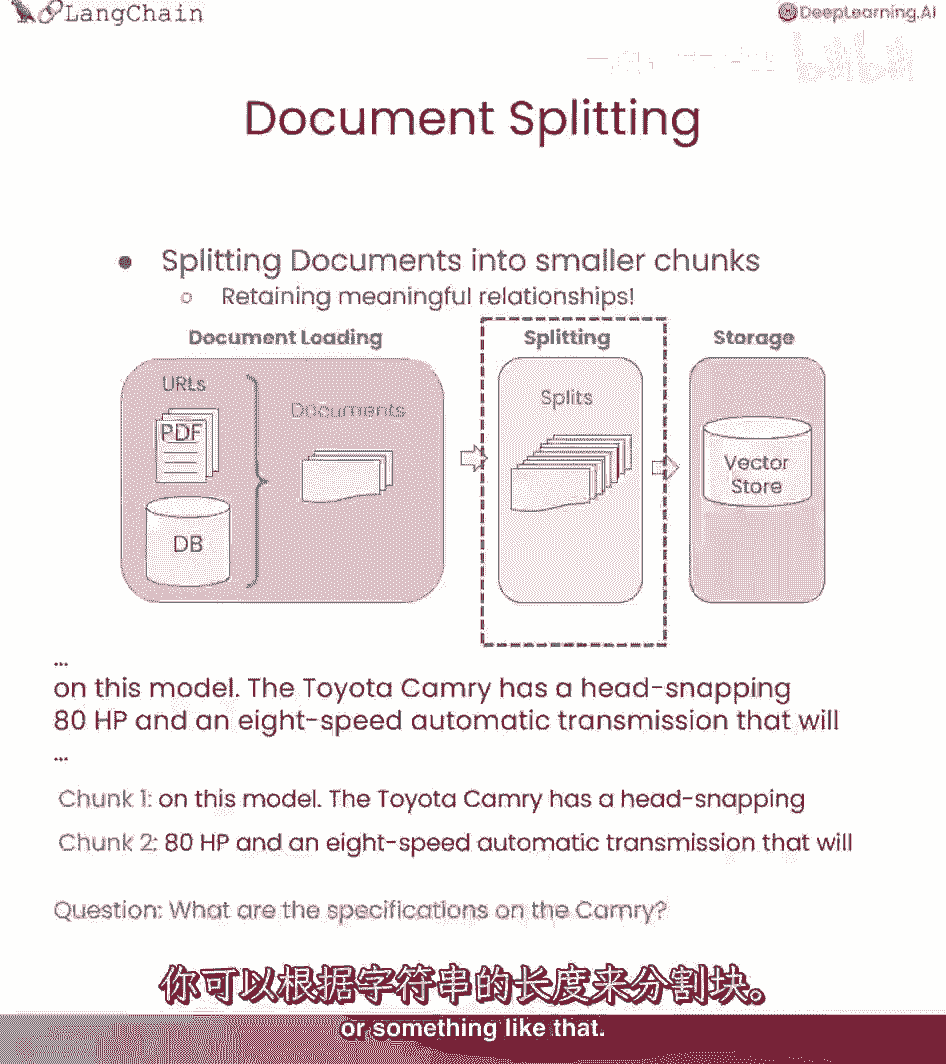 LangChain
DeepLearning.AI
Document Splitting
● Splitting Documents into smaller chunks
○ Retaining meaningful relationships!
Document Loading
Splitting
Storage
URLs
PDF
DB
Documents
Splits
Vector
Store
...
on this model. The Toyota Camry has a head-snapping
80 HP and an eight-speed automatic transmission that will
...
Chunk 1: on this model. The Toyota Camry has a head-snapping
Chunk 2: 80 HP and an eight-speed automatic transmission that will
Question: What are the specifications on the Camry?
你可以根据字符串的长度来分割块。
or something like that.